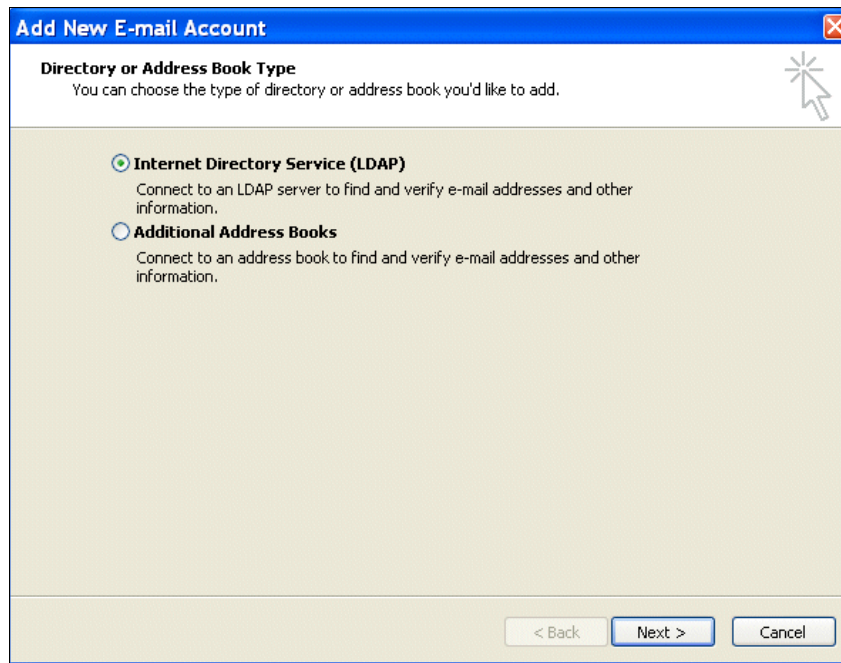 Add New E-mail Account
Directory or Address Book Type
You can choose the type of directory or address book you'd like to add.
Internet Directory Service (LDAP)
Connect to an LDAP server to find and verify e-mail addresses and other
information.
Additional Address Books
Connect to an address book to find and verify e-mail addresses and other
information.
< Back Next > Cancel